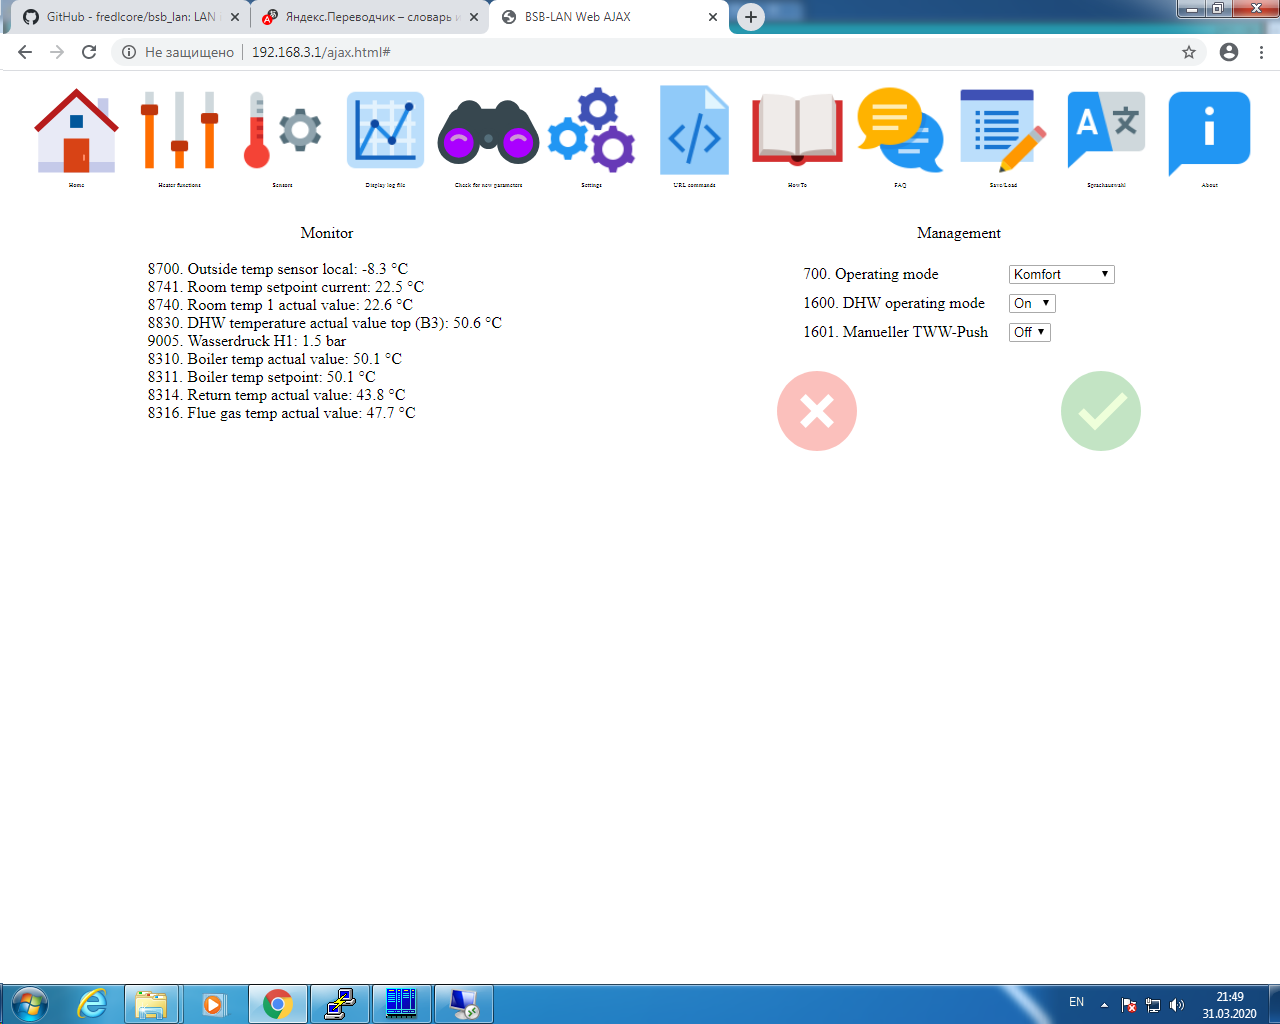 GitHub - fredlcore/bsb_lan: LAN
Яндекс.Переводчик – словарь и
BSB-LAN Web AJAX
Не защищено
192.168.3.1/ajax.html#
Home
Heater functions
Sensors
Display log file
Check for new parameters
Settings
URL commands
HowTo
FAQ
Save/Load
Sprachauswahl
About
Monitor
8700. Outside temp sensor local: -8.3 °C
8741. Room temp setpoint current: 22.5 °C
8740. Room temp 1 actual value: 22.6 °C
8830. DHW temperature actual value top (B3): 50.6 °C
9005. Wasserdruck H1: 1.5 bar
8310. Boiler temp actual value: 50.1 °C
8311. Boiler temp setpoint: 50.1 °C
8314. Return temp actual value: 43.8 °C
8316. Flue gas temp actual value: 47.7 °C
Management
700. Operating mode Komfort
1600. DHW operating mode On
1601. Manueller TWW-Push Off
EN
21:49
31.03.2020